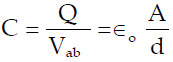 C = Q / V_ab = ∈_o A / d